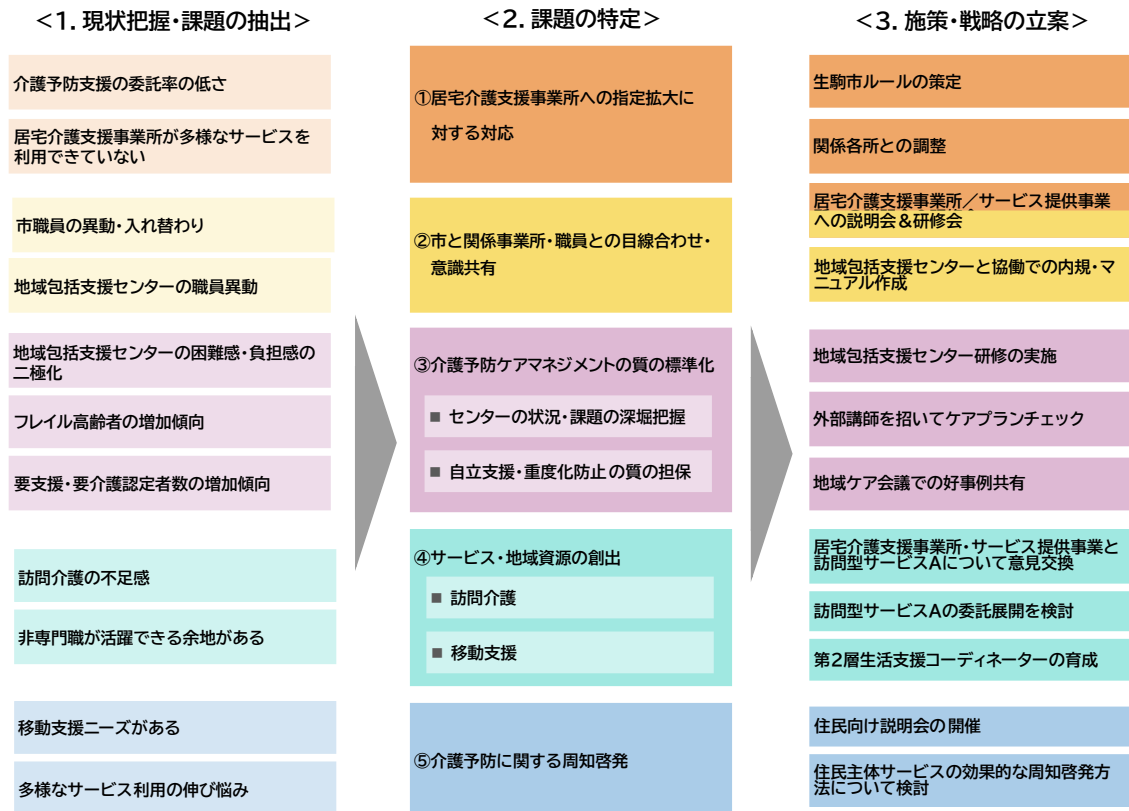 <1. 現状把握・課題の抽出>
介護予防支援の委託率の低さ
居宅介護支援事業所が多様なサービスを
利用できていない
市職員の異動・入れ替わり
地域包括支援センターの職員異動
地域包括支援センターの困難感・負担感の
二極化
フレイル高齢者の増加傾向
要支援・要介護認定者数の増加傾向
訪問介護の不足感
非専門職が活躍できる余地がある
移動支援ニーズがある
多様なサービス利用の伸び悩み
<2. 課題の特定>
①居宅介護支援事業所への指定拡大に
対する対応
②市と関係事業所・職員との目線合わせ・
意識共有
③介護予防ケアマネジメントの質の標準化
■ センターの状況・課題の深堀把握
■ 自立支援・重度化防止の質の担保
④サービス・地域資源の創出
■ 訪問介護
■ 移動支援
⑤介護予防に関する周知啓発
<3. 施策・戦略の立案>
生駒市ルールの策定
関係各所との調整
居宅介護支援事業所/サービス提供事業
への説明会&研修会
地域包括支援センターと協働での内規・マ
ニュアル作成
地域包括支援センター研修の実施
外部講師を招いてケアプランチェック
地域ケア会議での好事例共有
居宅介護支援事業所・サービス提供事業と
訪問型サービスAについて意見交換
訪問型サービスAの委託展開を検討
第2層生活支援コーディネーターの育成
住民向け説明会の開催
住民主体サービスの効果的な周知啓発方
法について検討